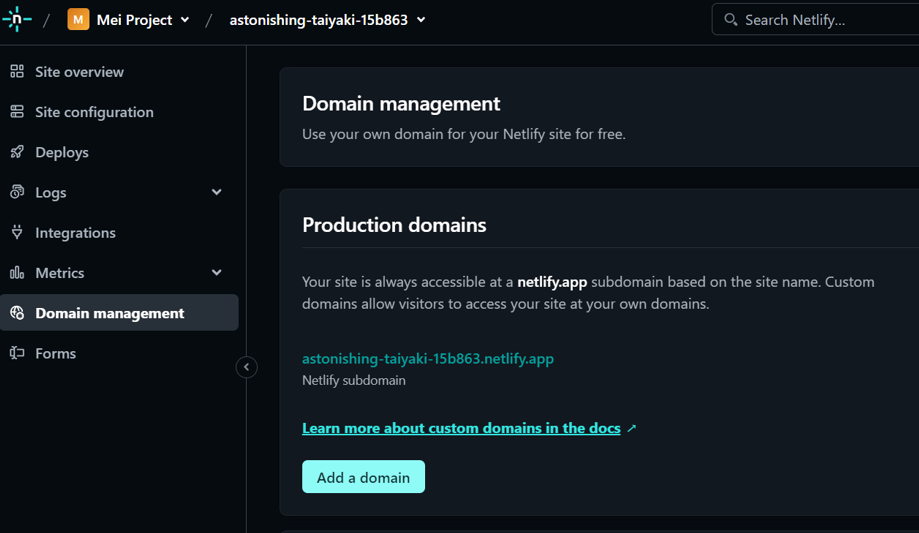 n / M Mei Project / astonishing-taiyaki-15b863
Search Netlify...
Site overview
Site configuration
Deploys
Logs
Integrations
Metrics
Domain management
Forms
Domain management
Use your own domain for your Netlify site for free.
Production domains
Your site is always accessible at a netlify.app subdomain based on the site name. Custom
domains allow visitors to access your site at your own domains.
astonishing-taiyaki-15b863.netlify.app
Netlify subdomain
Learn more about custom domains in the docs ↗
Add a domain